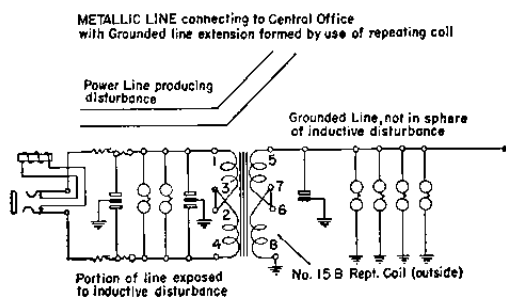 METALLIC LINE connecting to Central Office
with Grounded line extension formed by use of repeating coil
Power Line producing
disturbance
Grounded Line, not in sphere
of inductive disturbance
1
5
3
7
2
6
4
8
Portion of line exposed
to inductive disturbance
No. 15 B Rept. Coil (outside)